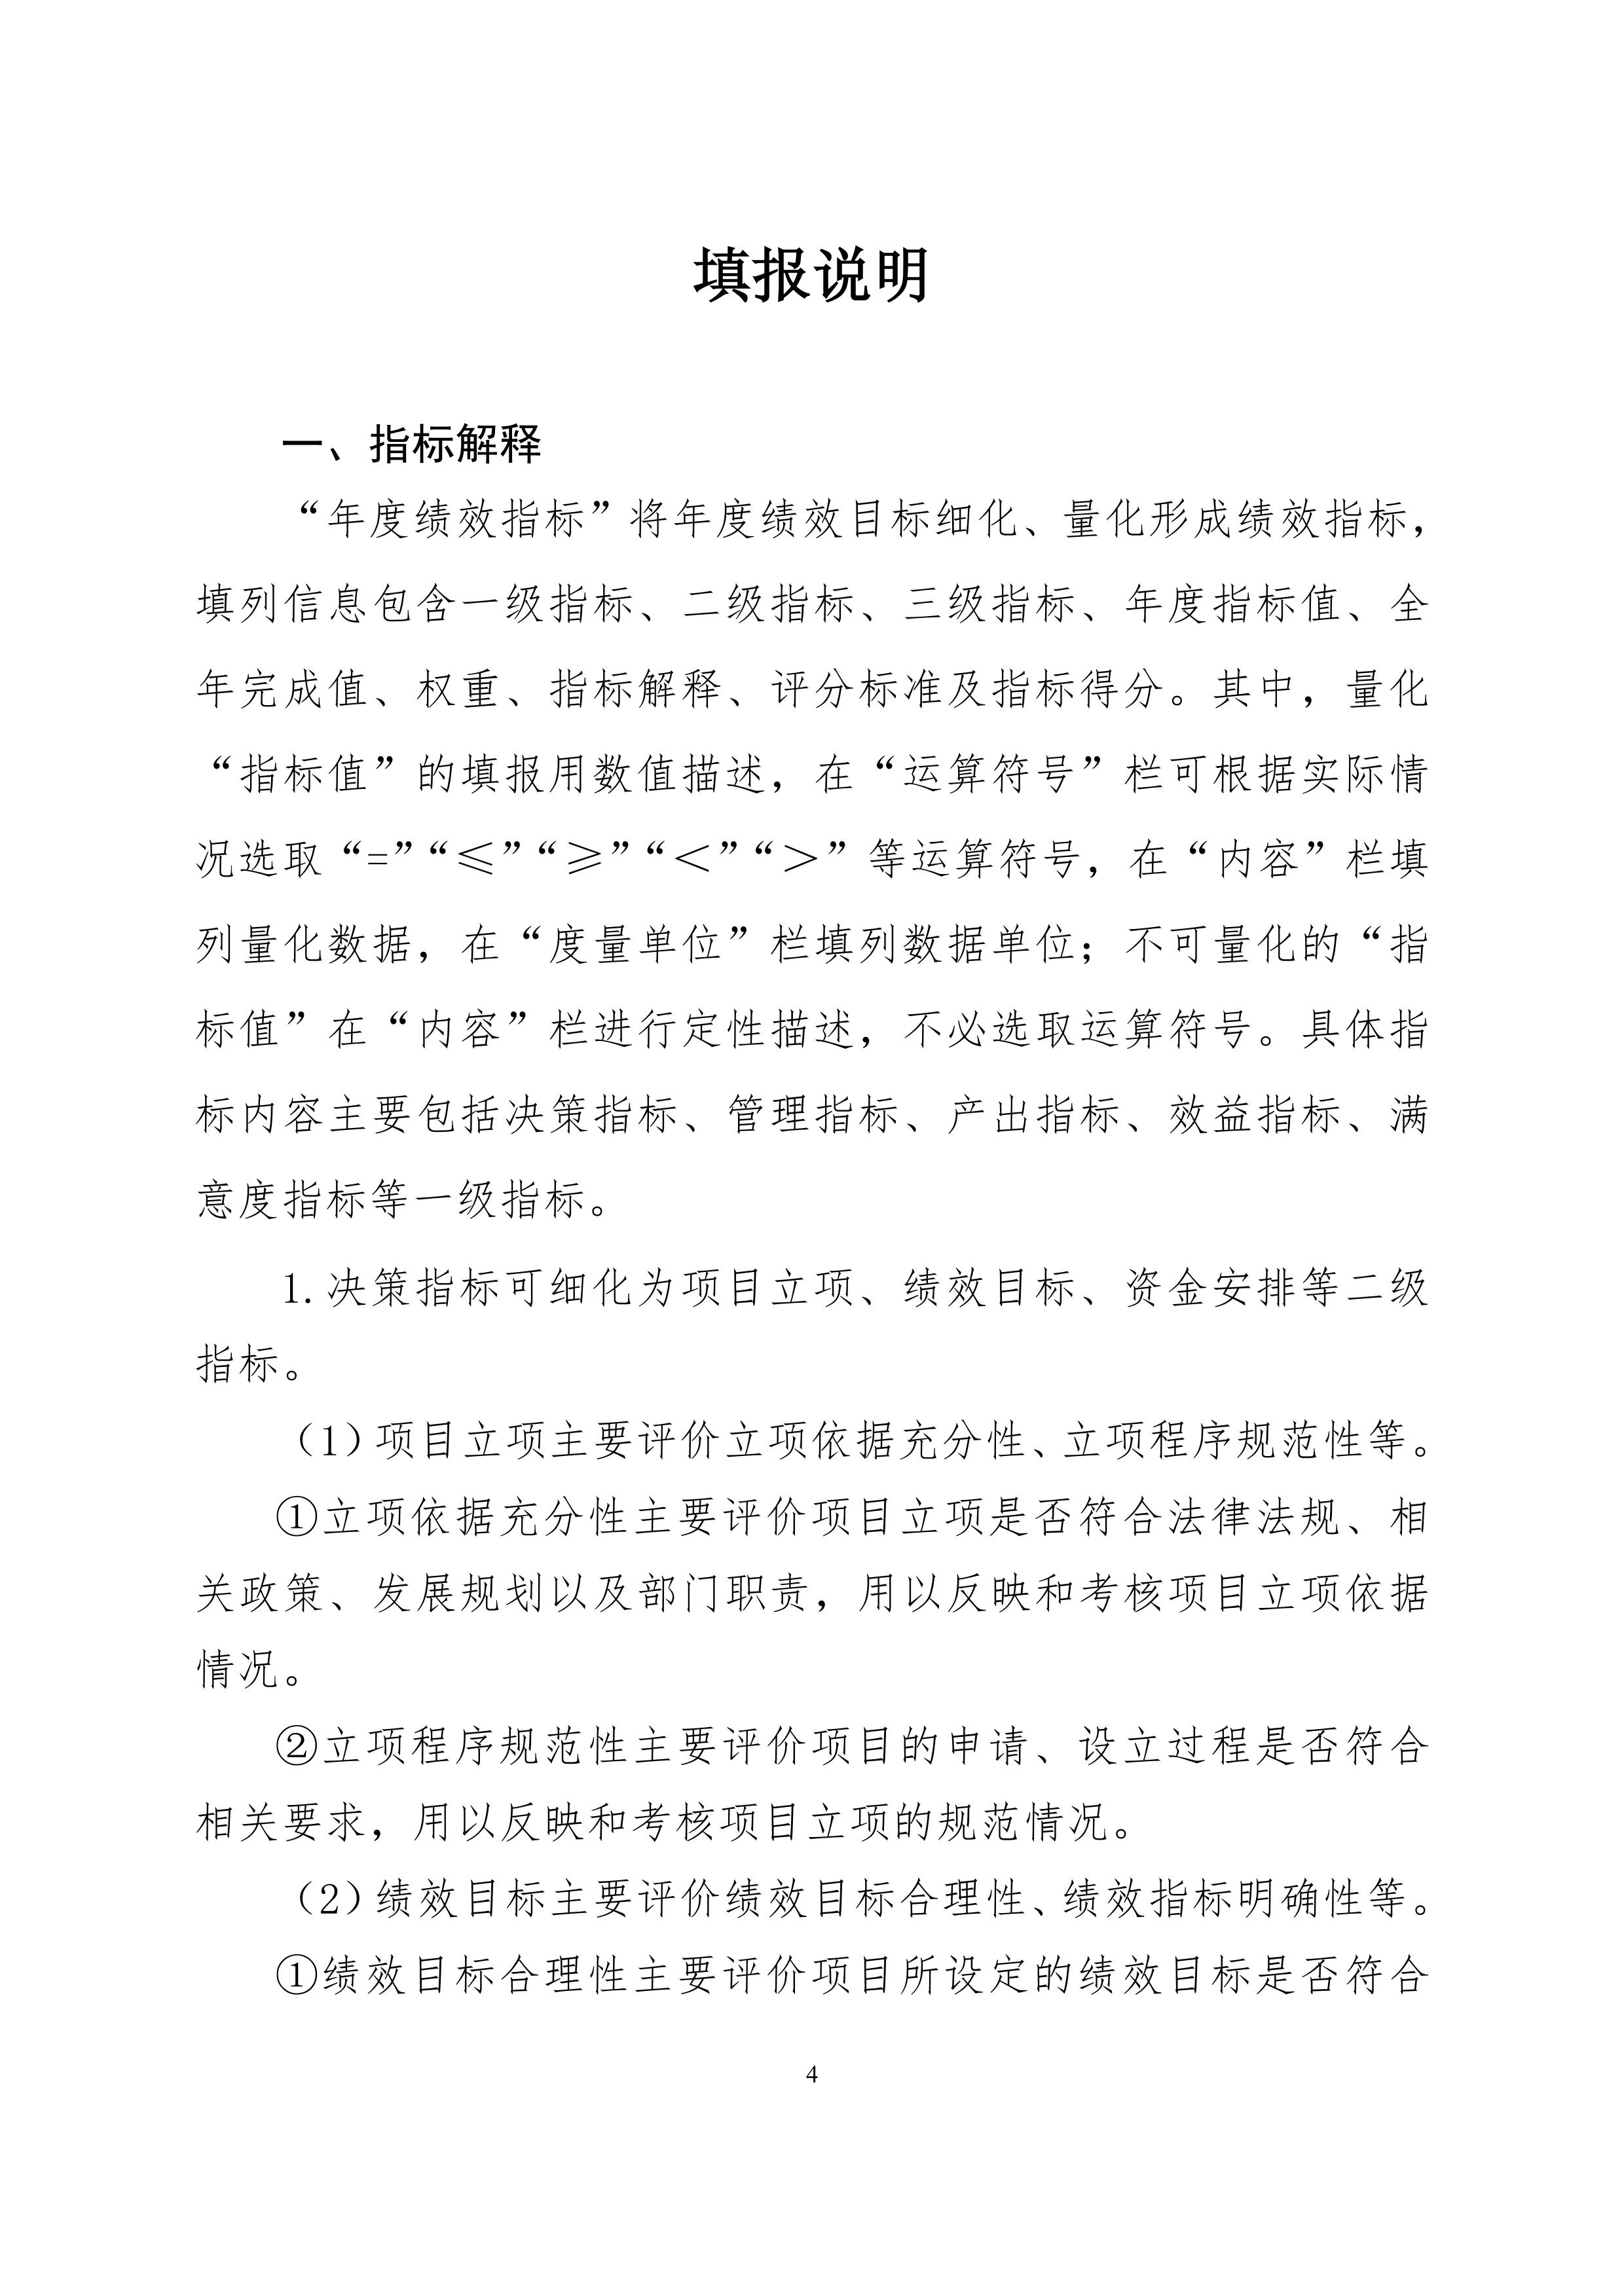 填报说明
一、指标解释
“年度绩效指标”将年度绩效目标细化、量化形成绩效指标，
填列信息包含一级指标、二级指标、三级指标、年度指标值、全
年完成值、权重、指标解释、评分标准及指标得分。其中，量化
“指标值”的填报用数值描述，在“运算符号”栏可根据实际情
况选取“=”“≤”“≥”“＜”“＞”等运算符号，在“内容”栏填
列量化数据，在“度量单位”栏填列数据单位；不可量化的“指
标值”在“内容”栏进行定性描述，不必选取运算符号。具体指
标内容主要包括决策指标、管理指标、产出指标、效益指标、满
意度指标等一级指标。
1.决策指标可细化为项目立项、绩效目标、资金安排等二级
指标。
（1）项目立项主要评价立项依据充分性、立项程序规范性等。
①立项依据充分性主要评价项目立项是否符合法律法规、相
关政策、发展规划以及部门职责，用以反映和考核项目立项依据
情况。
②立项程序规范性主要评价项目的申请、设立过程是否符合
相关要求，用以反映和考核项目立项的规范情况。
（2）绩效目标主要评价绩效目标合理性、绩效指标明确性等。
①绩效目标合理性主要评价项目所设定的绩效目标是否符合
4